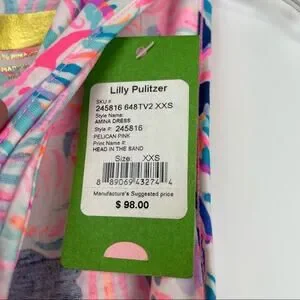 Lilly Pulitzer
SKU #
245816 648TV2 XXS
Style Name:
AMINA DRESS
Style #: 245816
PELICAN PINK
Print Name #:
HEAD IN THE SAND
Size: XXS
8 89069 43274 4
Manufacture's Suggested price
$ 98.00